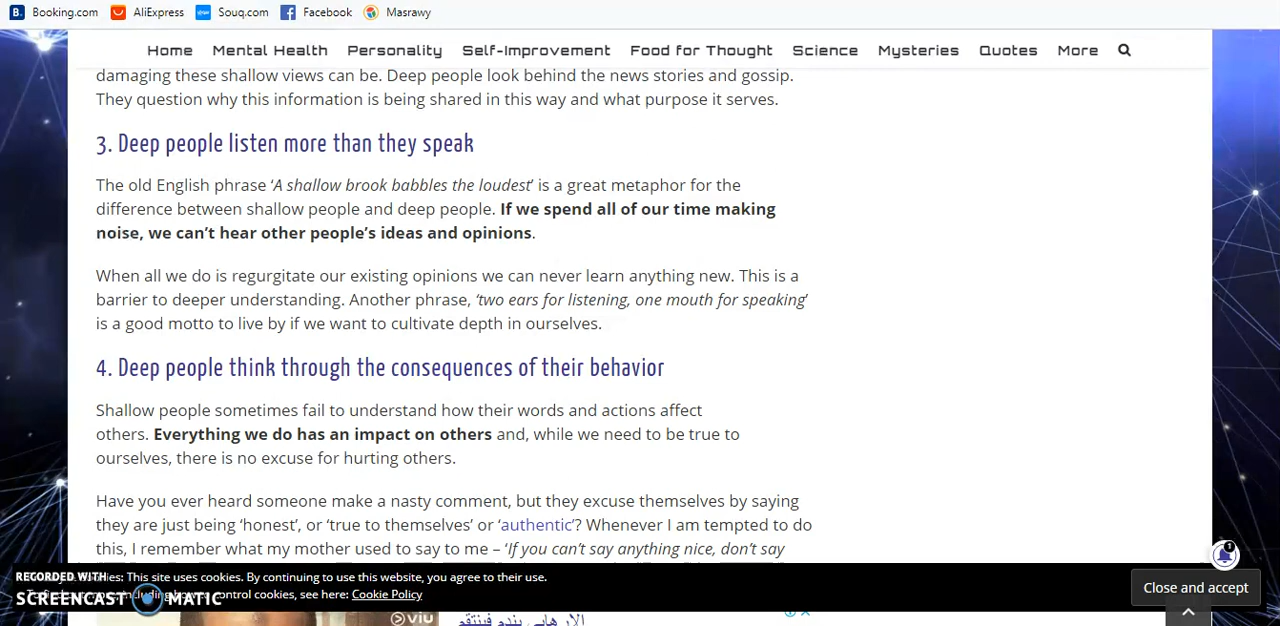 Booking.com AliExpress Souq.com Facebook Masrawy
Home Mental Health Personality Self-Improvement Food for Thought Science Mysteries Quotes More
damaging these shallow views can be. Deep people look behind the news stories and gossip.
They question why this information is being shared in this way and what purpose it serves.
3. Deep people listen more than they speak
The old English phrase ‘A shallow brook babbles the loudest’ is a great metaphor for the
difference between shallow people and deep people. If we spend all of our time making
noise, we can’t hear other people’s ideas and opinions.
When all we do is regurgitate our existing opinions we can never learn anything new. This is a
barrier to deeper understanding. Another phrase, ‘two ears for listening, one mouth for speaking’
is a good motto to live by if we want to cultivate depth in ourselves.
4. Deep people think through the consequences of their behavior
Shallow people sometimes fail to understand how their words and actions affect
others. Everything we do has an impact on others and, while we need to be true to
ourselves, there is no excuse for hurting others.
Have you ever heard someone make a nasty comment, but they excuse themselves by saying
they are just being ‘honest’, or ‘true to themselves’ or ‘authentic’? Whenever I am tempted to do
this, I remember what my mother used to say to me – ‘If you can’t say anything nice, don’t say
1
RECORDED WITH
This site uses cookies. By continuing to use this website, you agree to their use.
Close and accept
control cookies, see here: Cookie Policy
SCREENCAST MATIC
viu